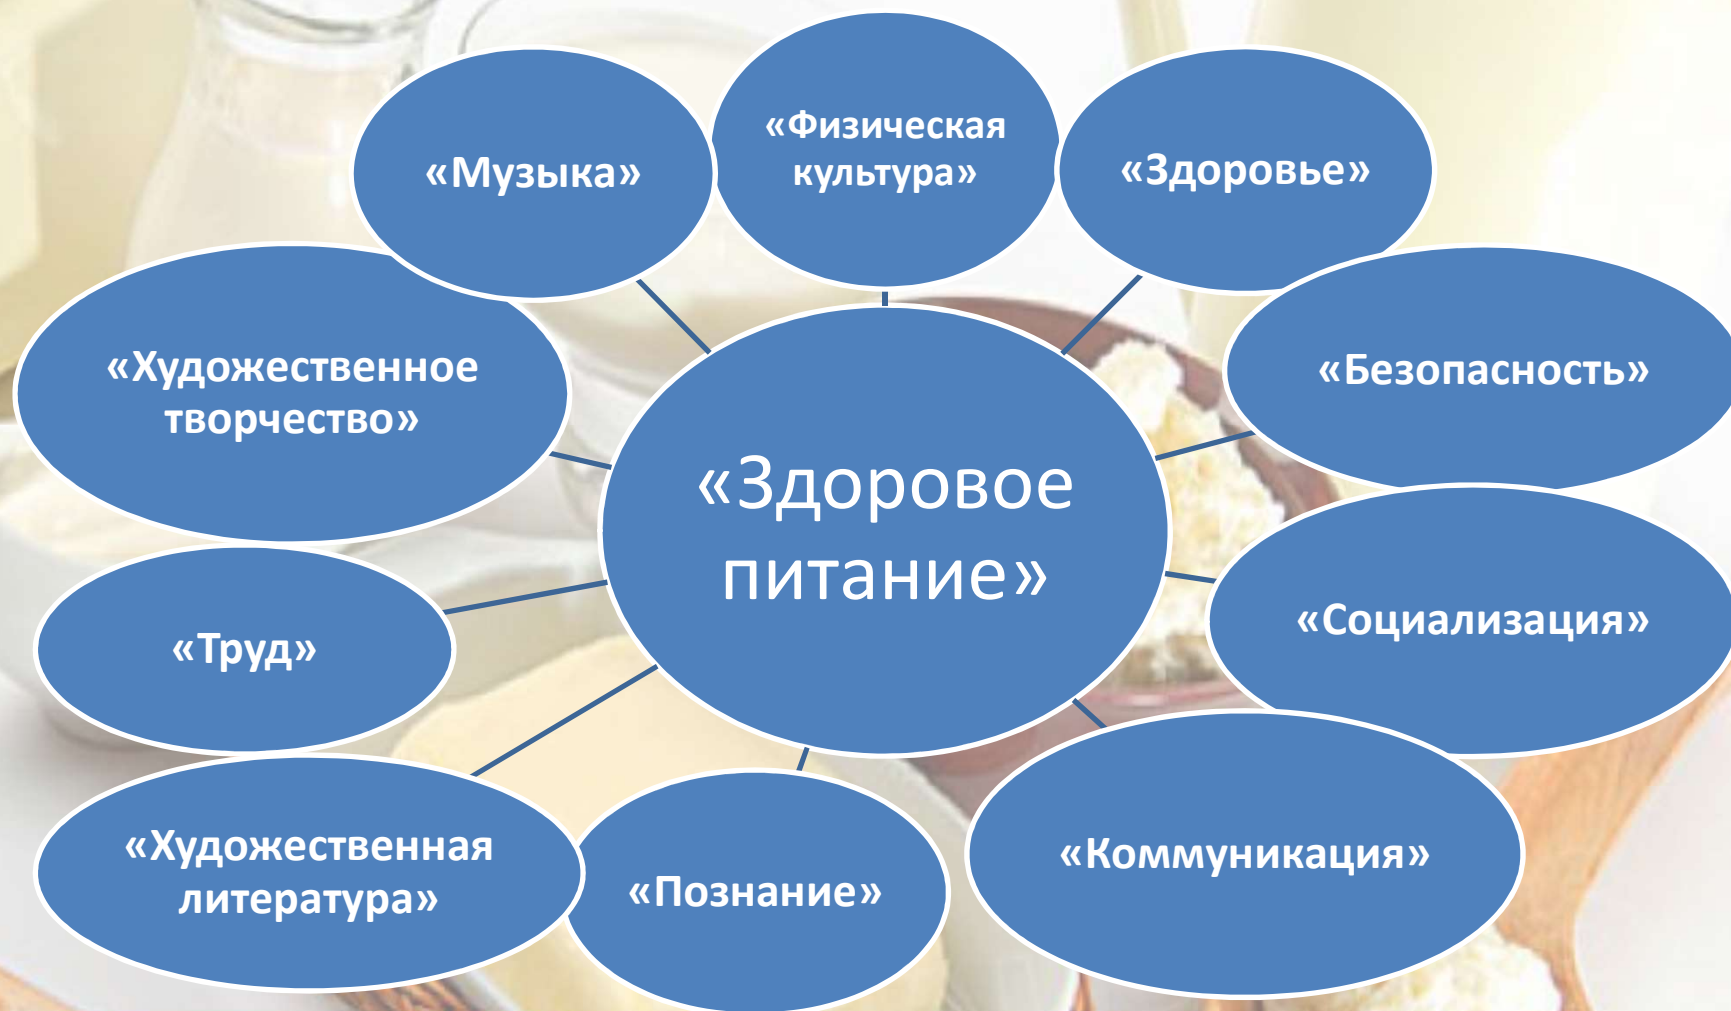 «Физическая
культура»
«Музыка»
«Здоровье»
«Художественное
творчество»
«Безопасность»
«Здоровое
питание»
«Труд»
«Социализация»
«Художественная
литература»
«Познание»
«Коммуникация»